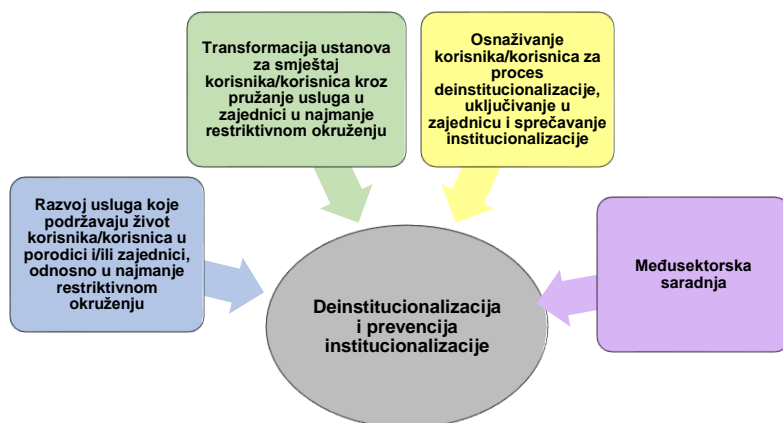 Transformacija ustanova
za smještaj
korisnika/korisnica kroz
pružanje usluga u
zajednici u najmanje
restriktivnom okruženju
Osnaživanje
korisnika/korisnica za
proces
deinstitucionalizacije,
uključivanje u
zajednicu i sprečavanje
institucionalizacije
Razvoj usluga koje
podržavaju život
korisnika/korisnica u
porodici i/ili zajednici,
odnosno u najmanje
restriktivnom
okruženju
Međusektorska
saradnja
Deinstitucionalizacija
i prevencija
institucionalizacije